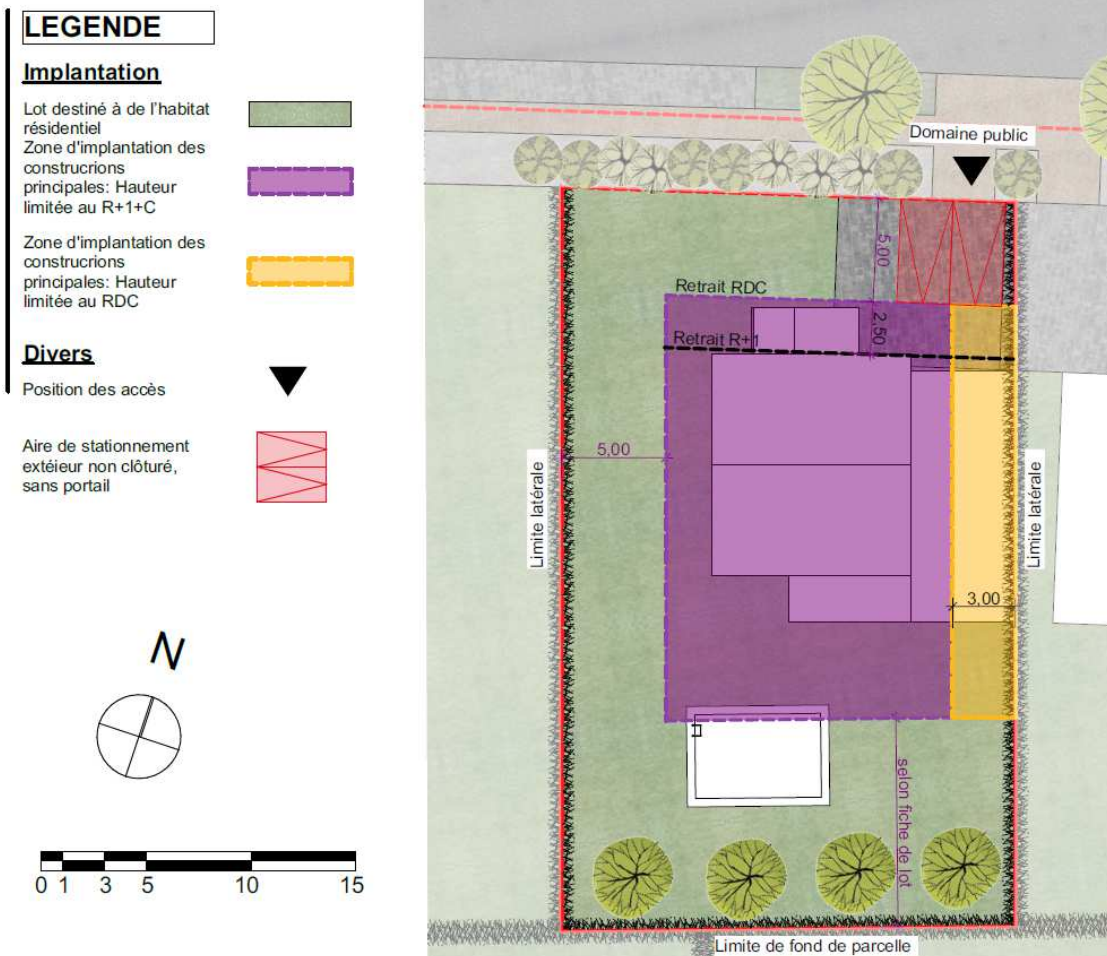 LEGENDE
Implantation
Lot destiné à de l'habitat
résidentiel
Zone d'implantation des
construcrions
principales: Hauteur
limitée au R+1+C
Zone d'implantation des
construcrions
principales: Hauteur
limitée au RDC
Divers
Position des accès
Aire de stationnement
extéieur non clôturé,
sans portail
N
0 1 3 5 10 15
Domaine public
5,00
Retrait RDC
2,50
Retrait R+1
5,00
Limite latérale
Limite latérale
3,00
selon fiche de lot
Limite de fond de parcelle